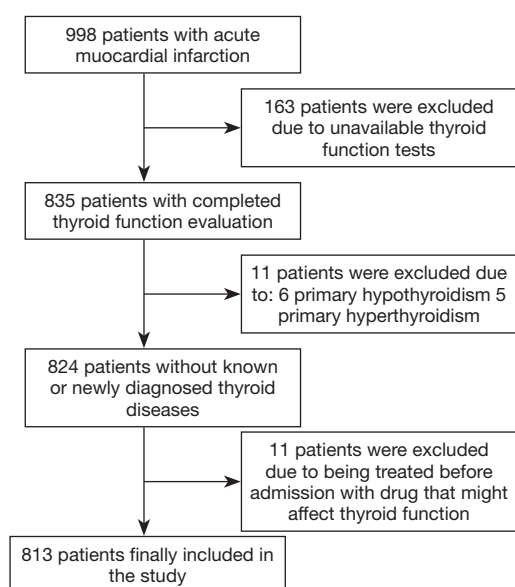 998 patients with acute
muocardial infarction
163 patients were excluded
due to unavailable thyroid
function tests
835 patients with completed
thyroid function evaluation
11 patients were excluded due
to: 6 primary hypothyroidism 5
primary hyperthyroidism
824 patients without known
or newly diagnosed thyroid
diseases
11 patients were excluded
due to being treated before
admission with drug that might
affect thyroid function
813 patients finally included in
the study